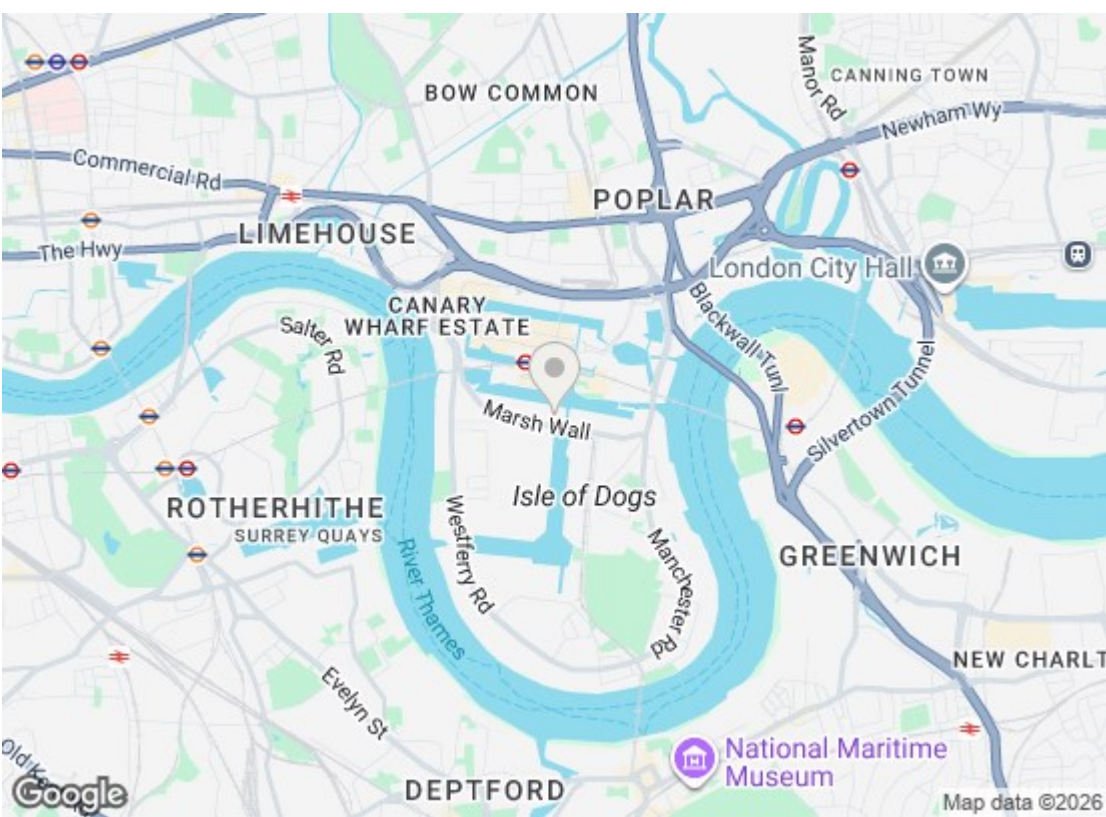 Manor Rd
CANNING TOWN
BOW COMMON
Newham Wy
Commercial Rd
POPLAR
LIMEHOUSE
The Hwy
London City Hall
CANARY
WHARF ESTATE
Blackwall Tunl
Salter Rd
Silvertown Tunnel
Marsh Wall
Isle of Dogs
ROTHERHITHE
SURREY QUAYS
Westferry Rd
River Thames
Manchester Rd
GREENWICH
NEW CHARLT
Evelyn St
National Maritime
Museum
Old Ke
DEPTFORD
Google
Map data ©2026